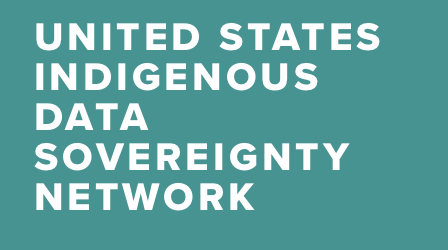 UNITED STATES
INDIGENOUS
DATA
SOVEREIGNTY
NETWORK